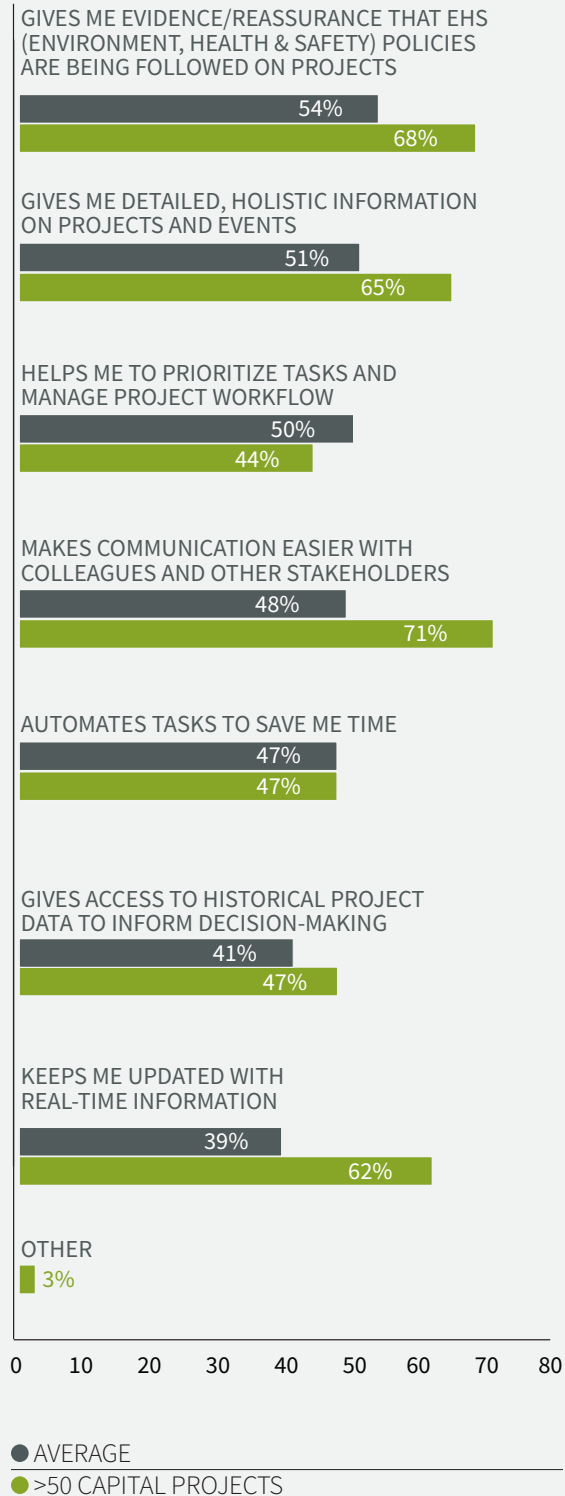 GIVES ME EVIDENCE/REASSURANCE THAT EHS
(ENVIRONMENT, HEALTH & SAFETY) POLICIES
ARE BEING FOLLOWED ON PROJECTS
54%
68%
GIVES ME DETAILED, HOLISTIC INFORMATION
ON PROJECTS AND EVENTS
51%
65%
HELPS ME TO PRIORITIZE TASKS AND
MANAGE PROJECT WORKFLOW
50%
44%
MAKES COMMUNICATION EASIER WITH
COLLEAGUES AND OTHER STAKEHOLDERS
48%
71%
AUTOMATES TASKS TO SAVE ME TIME
47%
47%
GIVES ACCESS TO HISTORICAL PROJECT
DATA TO INFORM DECISION-MAKING
41%
47%
KEEPS ME UPDATED WITH
REAL-TIME INFORMATION
39%
62%
OTHER
3%
0 10 20 30 40 50 60 70 80
AVERAGE
>50 CAPITAL PROJECTS